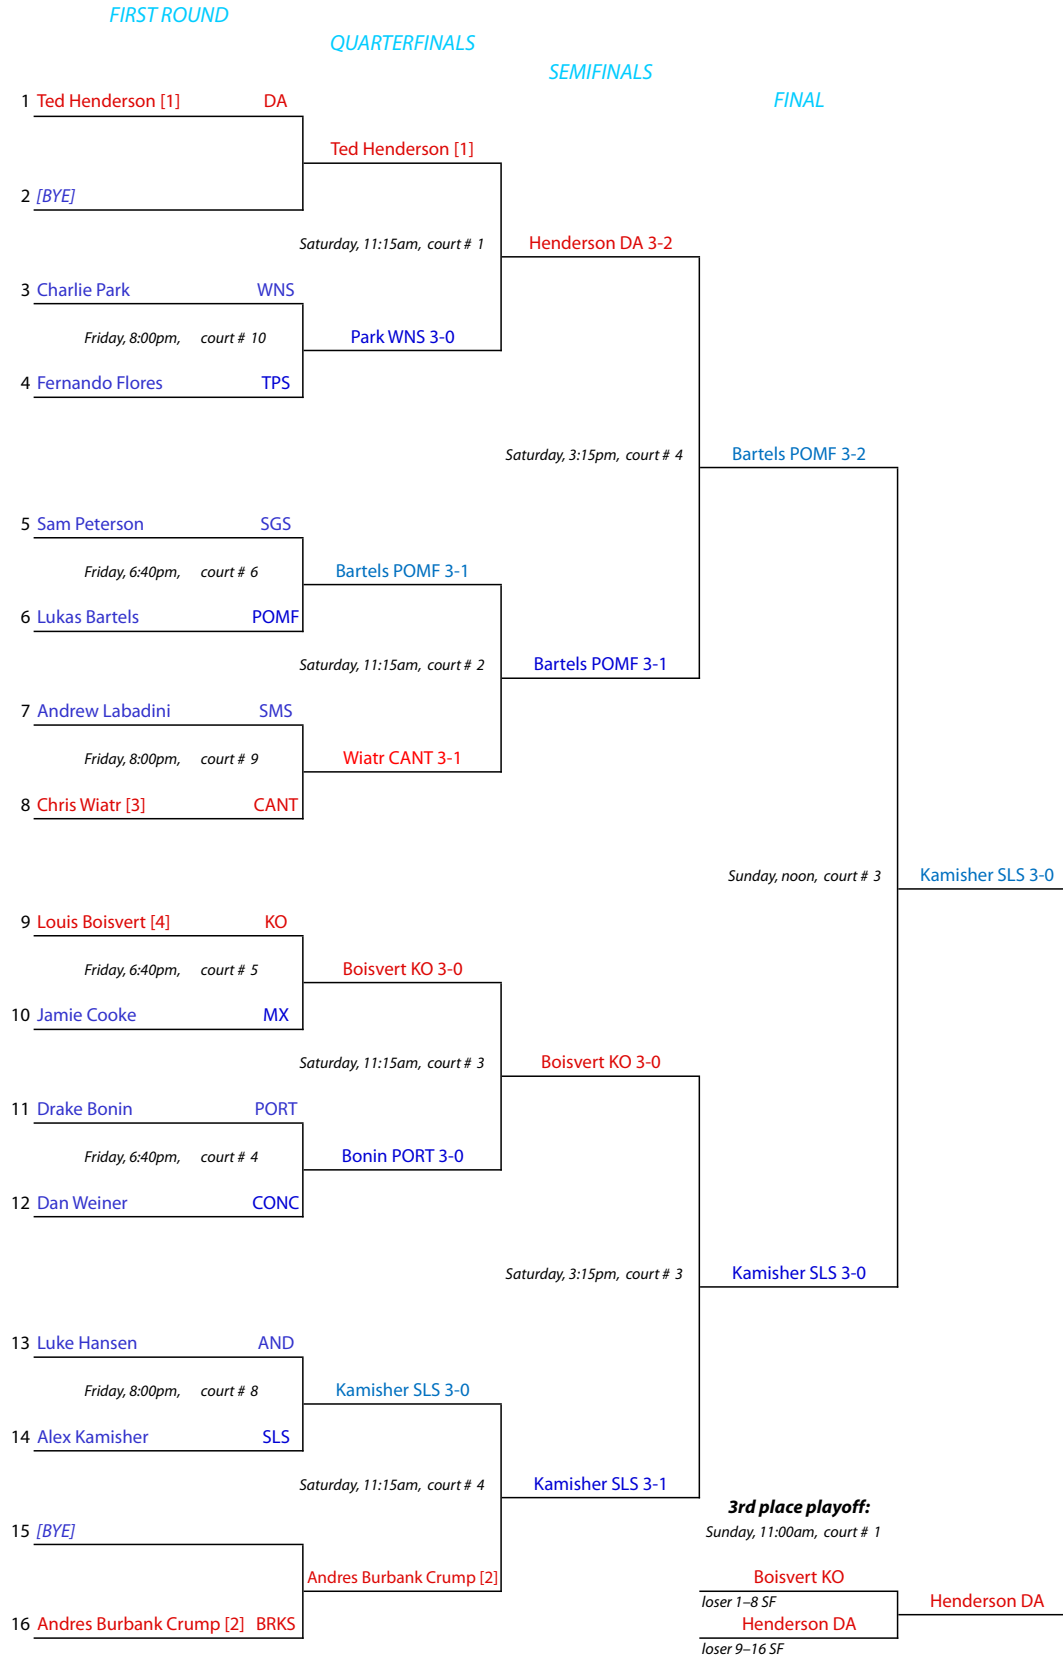 FIRST ROUND
QUARTERFINALS
SEMIFINALS
FINAL
1 Ted Henderson [1] DA
Ted Henderson [1]
2 [BYE]
Saturday, 11:15am, court # 1
Henderson DA 3-2
3 Charlie Park WNS
Friday, 8:00pm, court # 10
Park WNS 3-0
4 Fernando Flores TPS
Saturday, 3:15pm, court # 4
Bartels POMF 3-2
5 Sam Peterson SGS
Friday, 6:40pm, court # 6
Bartels POMF 3-1
6 Lukas Bartels POMF
Saturday, 11:15am, court # 2
Bartels POMF 3-1
7 Andrew Labadini SMS
Friday, 8:00pm, court # 9
Wiatr CANT 3-1
8 Chris Wiatr [3] CANT
Sunday, noon, court # 3
Kamisher SLS 3-0
9 Louis Boisvert [4] KO
Friday, 6:40pm, court # 5
Boisvert KO 3-0
10 Jamie Cooke MX
Saturday, 11:15am, court # 3
Boisvert KO 3-0
11 Drake Bonin PORT
Friday, 6:40pm, court # 4
Bonin PORT 3-0
12 Dan Weiner CONC
Saturday, 3:15pm, court # 3
Kamisher SLS 3-0
13 Luke Hansen AND
Friday, 8:00pm, court # 8
Kamisher SLS 3-0
14 Alex Kamisher SLS
Saturday, 11:15am, court # 4
Kamisher SLS 3-1
15 [BYE]
Andres Burbank Crump [2]
16 Andres Burbank Crump [2] BRKS
3rd place playoff:
Sunday, 11:00am, court # 1
Boisvert KO
loser 1–8 SF
Henderson DA
Henderson DA
loser 9–16 SF